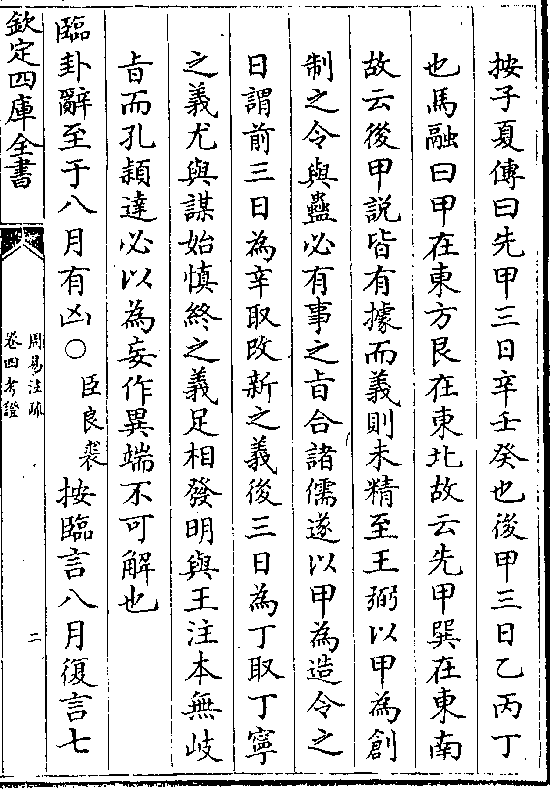 按子夏傳曰先甲三日辛壬癸也後甲三日乙丙丁
也馬融曰甲在東方艮在東北故云先甲巽在東南
故云後甲說皆有據而義則未精至王弼以甲為創
制之令與蠱必有事之㫖合諸儒遂以甲為造令之
日謂前三日為辛取改新之義後三日為丁取丁寧
之義尤與謀始慎終之義足相發明與王注本無岐
㫖而孔頴達必以為妄作異端不可解也
臨卦辭至于八月有凶○臣良裘按臨言八月復言七
欽定四庫全書
周易注疏
卷四考證
二